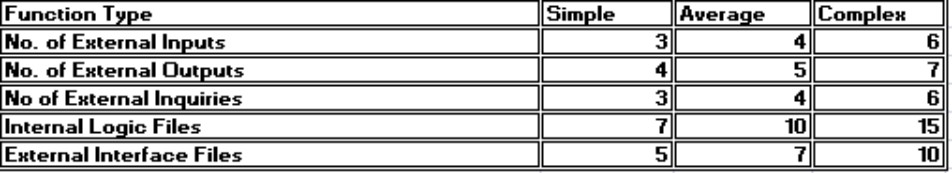 Function Type Simple Average Complex
No. of External Inputs 3 4 6
No. of External Outputs 4 5 7
No of External Inquiries 3 4 6
Internal Logic Files 7 10 15
External Interface Files 5 7 10